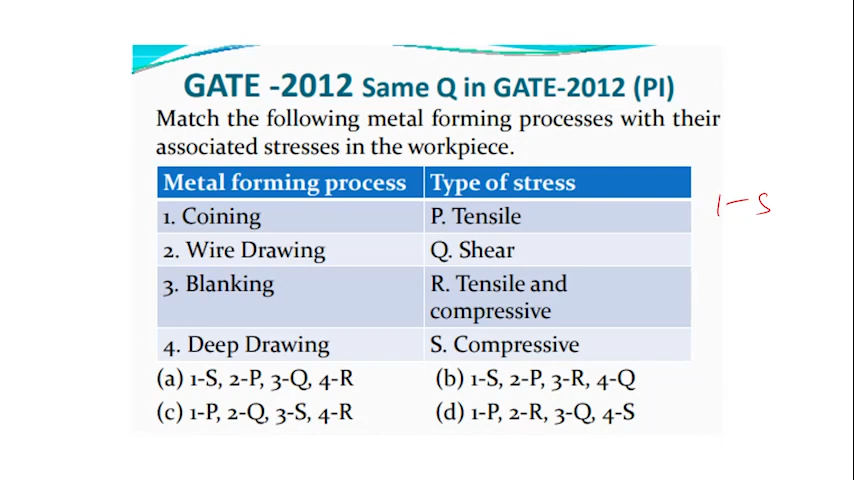 GATE -2012 Same Q in GATE-2012 (PI)
Match the following metal forming processes with their
associated stresses in the workpiece.
Metal forming process Type of stress
1. Coining P. Tensile
1-S
2. Wire Drawing Q. Shear
3. Blanking R. Tensile and
compressive
4. Deep Drawing S. Compressive
(a) 1-S, 2-P, 3-Q, 4-R (b) 1-S, 2-P, 3-R, 4-Q
(c) 1-P, 2-Q, 3-S, 4-R (d) 1-P, 2-R, 3-Q, 4-S